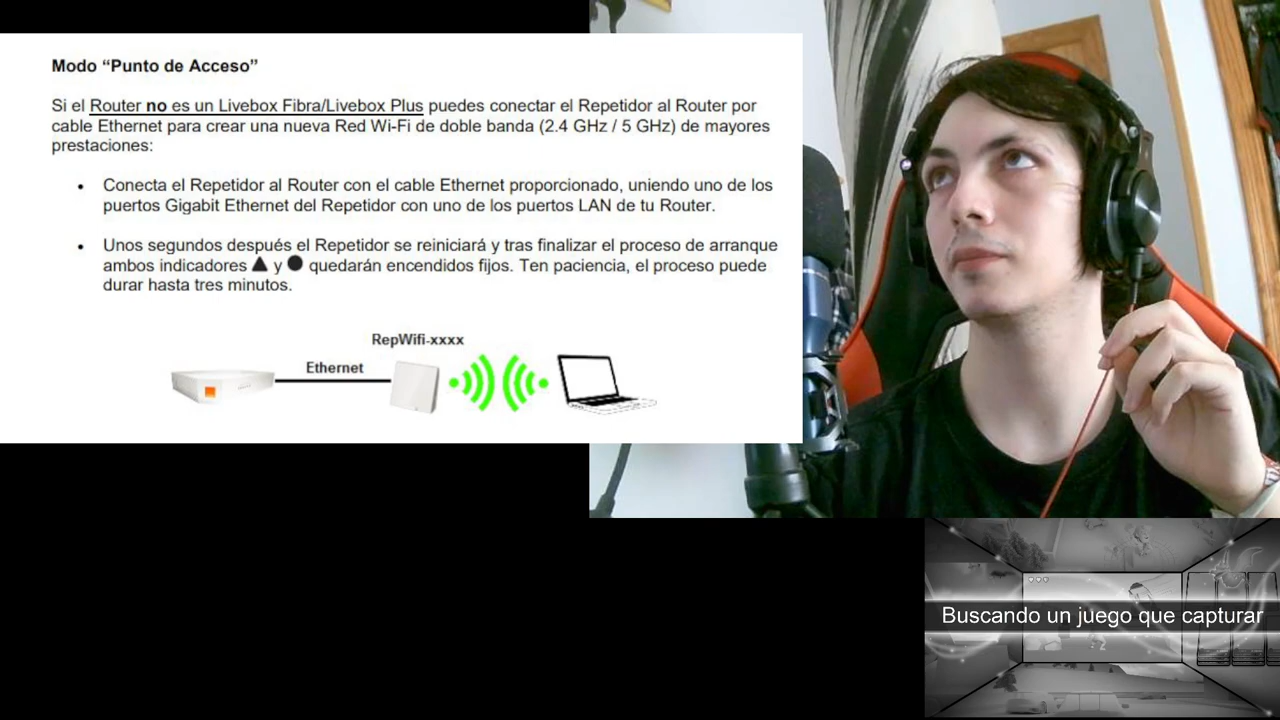 Modo “Punto de Acceso”
Si el Router no es un Livebox Fibra/Livebox Plus puedes conectar el Repetidor al Router por
cable Ethernet para crear una nueva Red Wi-Fi de doble banda (2.4 GHz / 5 GHz) de mayores
prestaciones:
• Conecta el Repetidor al Router con el cable Ethernet proporcionado, uniendo uno de los
puertos Gigabit Ethernet del Repetidor con uno de los puertos LAN de tu Router.
• Unos segundos después el Repetidor se reiniciará y tras finalizar el proceso de arranque
ambos indicadores ▲ y ● quedarán encendidos fijos. Ten paciencia, el proceso puede
durar hasta tres minutos.
RepWifi-xxxx
Ethernet
Buscando un juego que capturar